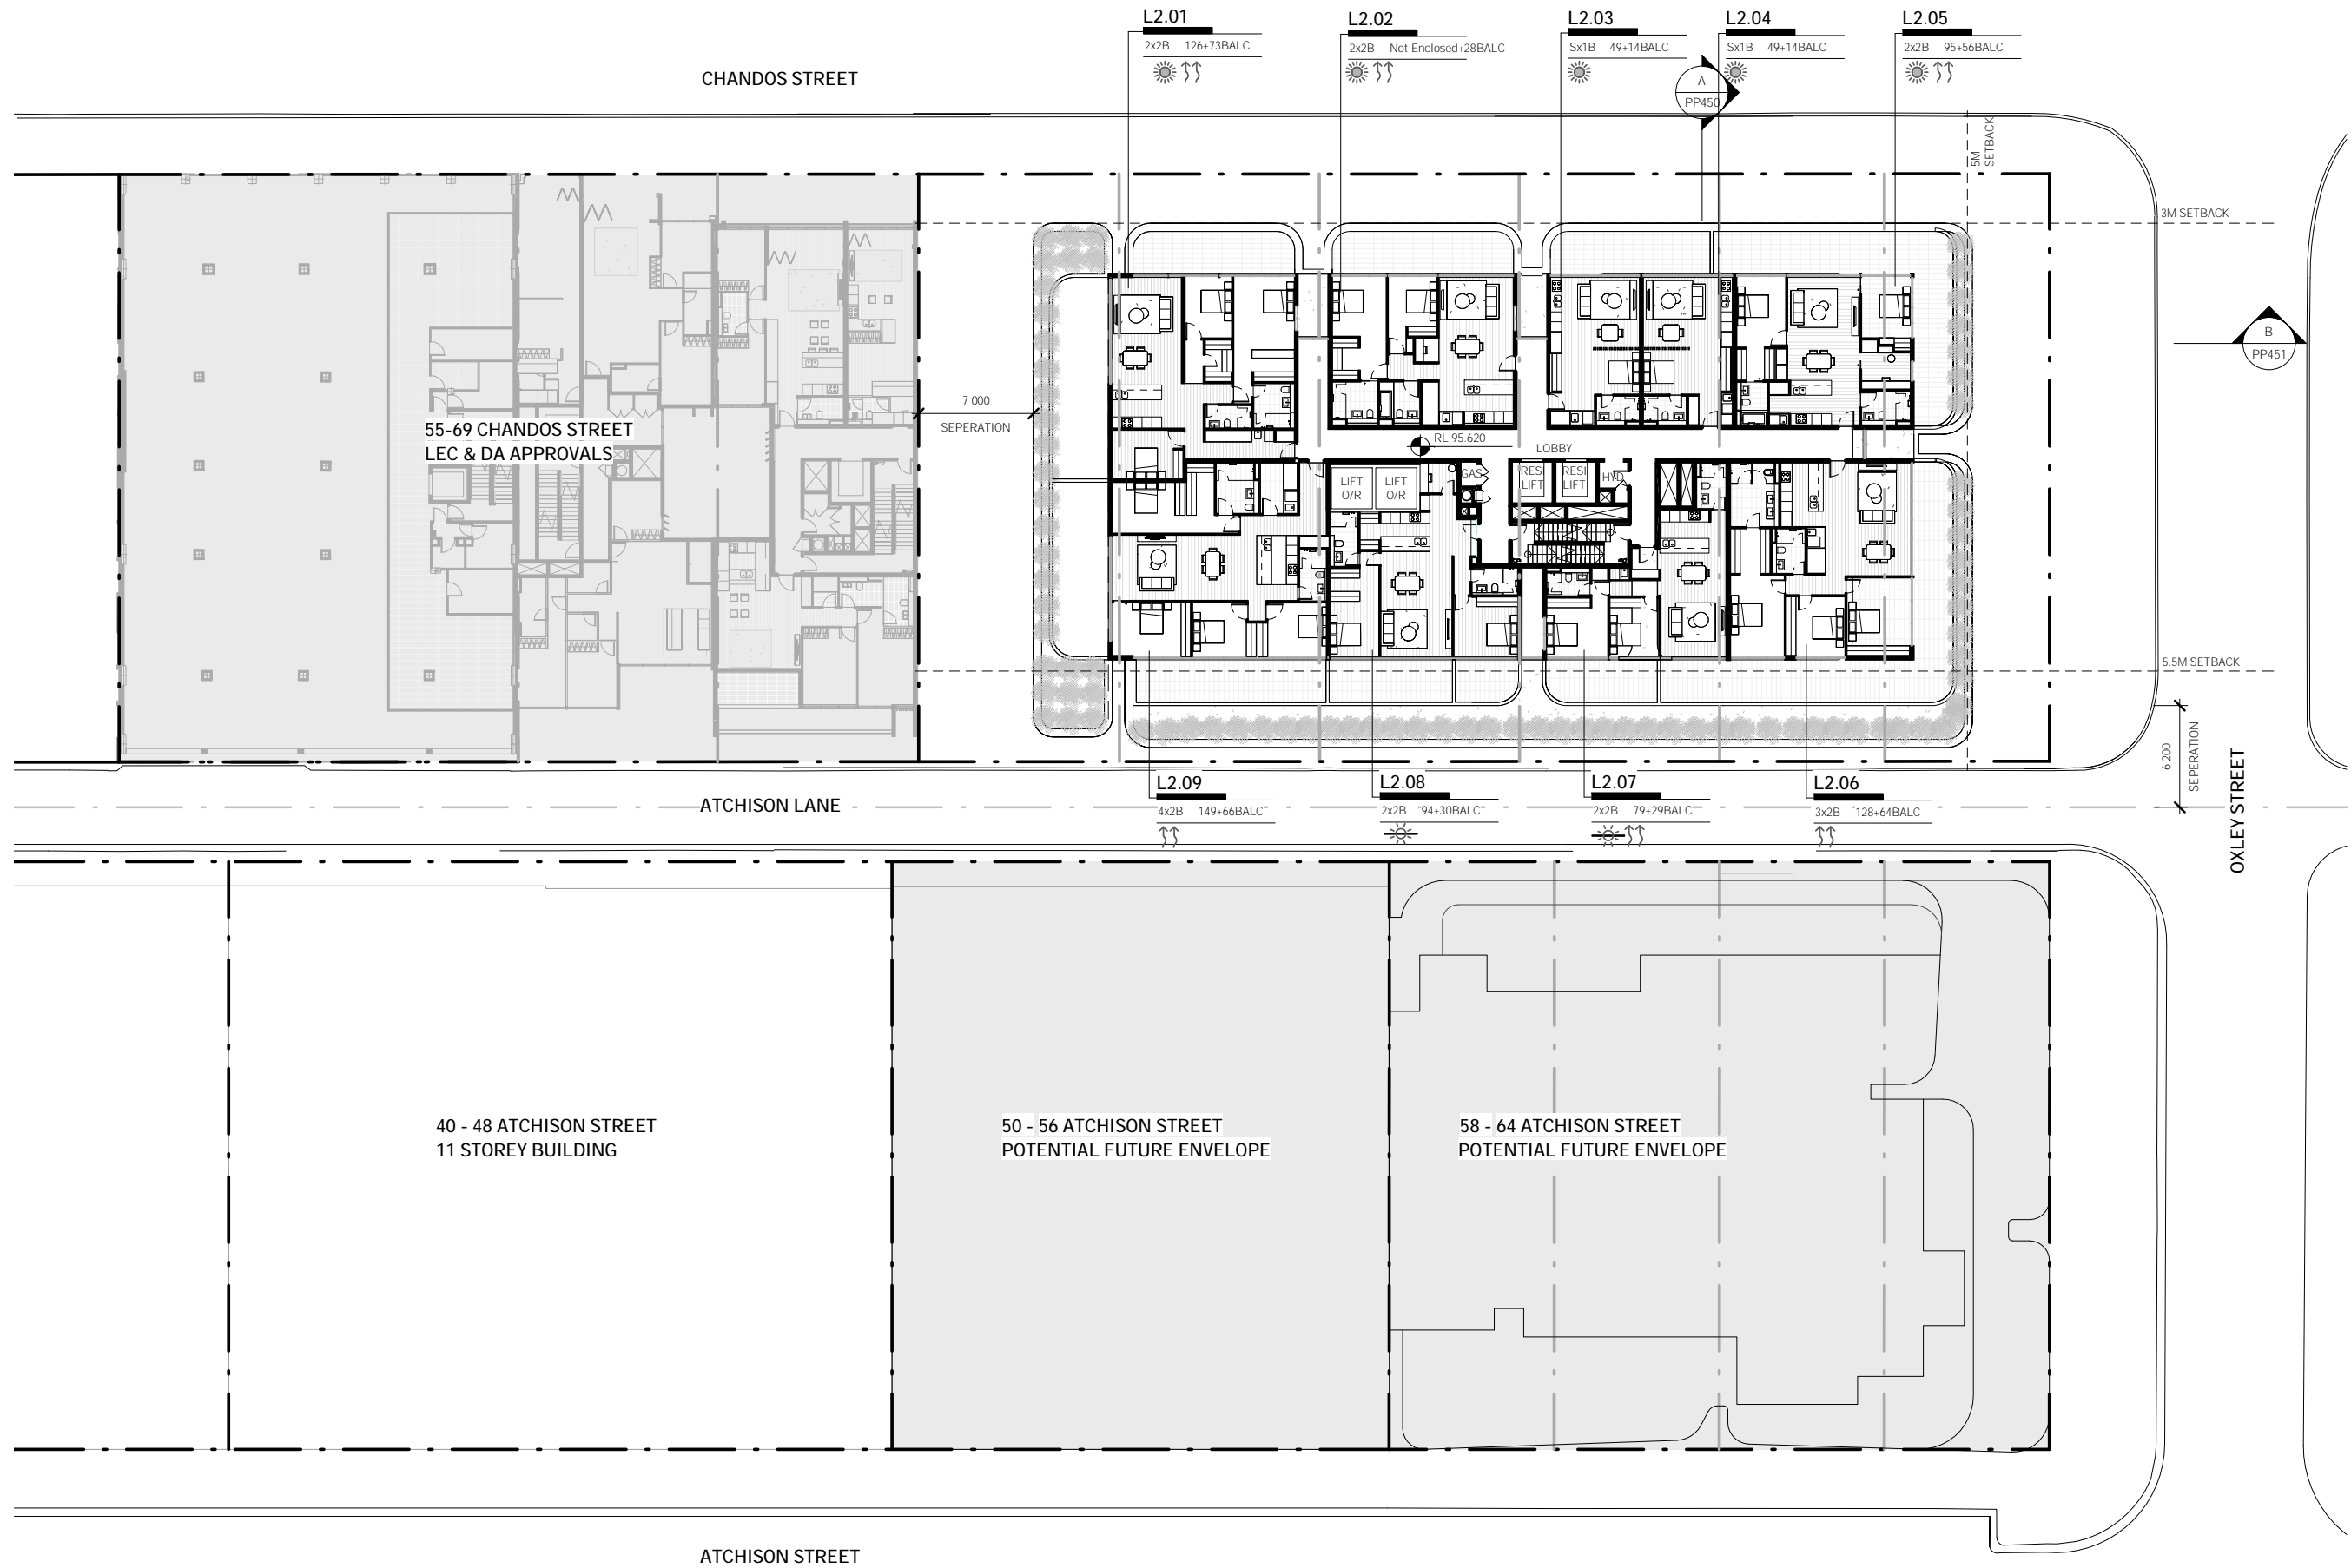 L2.01
2x2B 126+73BALC
L2.02
2x2B Not Enclosed+28BALC
L2.03
Sx1B 49+14BALC
L2.04
Sx1B 49+14BALC
L2.05
2x2B 95+56BALC
CHANDOS STREET
A
PP450
5M
SETBACK
3M SETBACK
B
PP451
7 000
SEPERATION
55-69 CHANDOS STREET
LEC & DA APPROVALS
RL 95.620
LOBBY
LIFT
O/R
LIFT
O/R
GAS
RESI
LIFT
RESI
LIFT
HYD
5.5M SETBACK
6 200
SEPERATION
OXLEY STREET
ATCHISON LANE
L2.09
4x2B 149+66BALC
L2.08
2x2B 94+30BALC
L2.07
2x2B 79+29BALC
L2.06
3x2B 128+64BALC
40 - 48 ATCHISON STREET
11 STOREY BUILDING
50 - 56 ATCHISON STREET
POTENTIAL FUTURE ENVELOPE
58 - 64 ATCHISON STREET
POTENTIAL FUTURE ENVELOPE
ATCHISON STREET